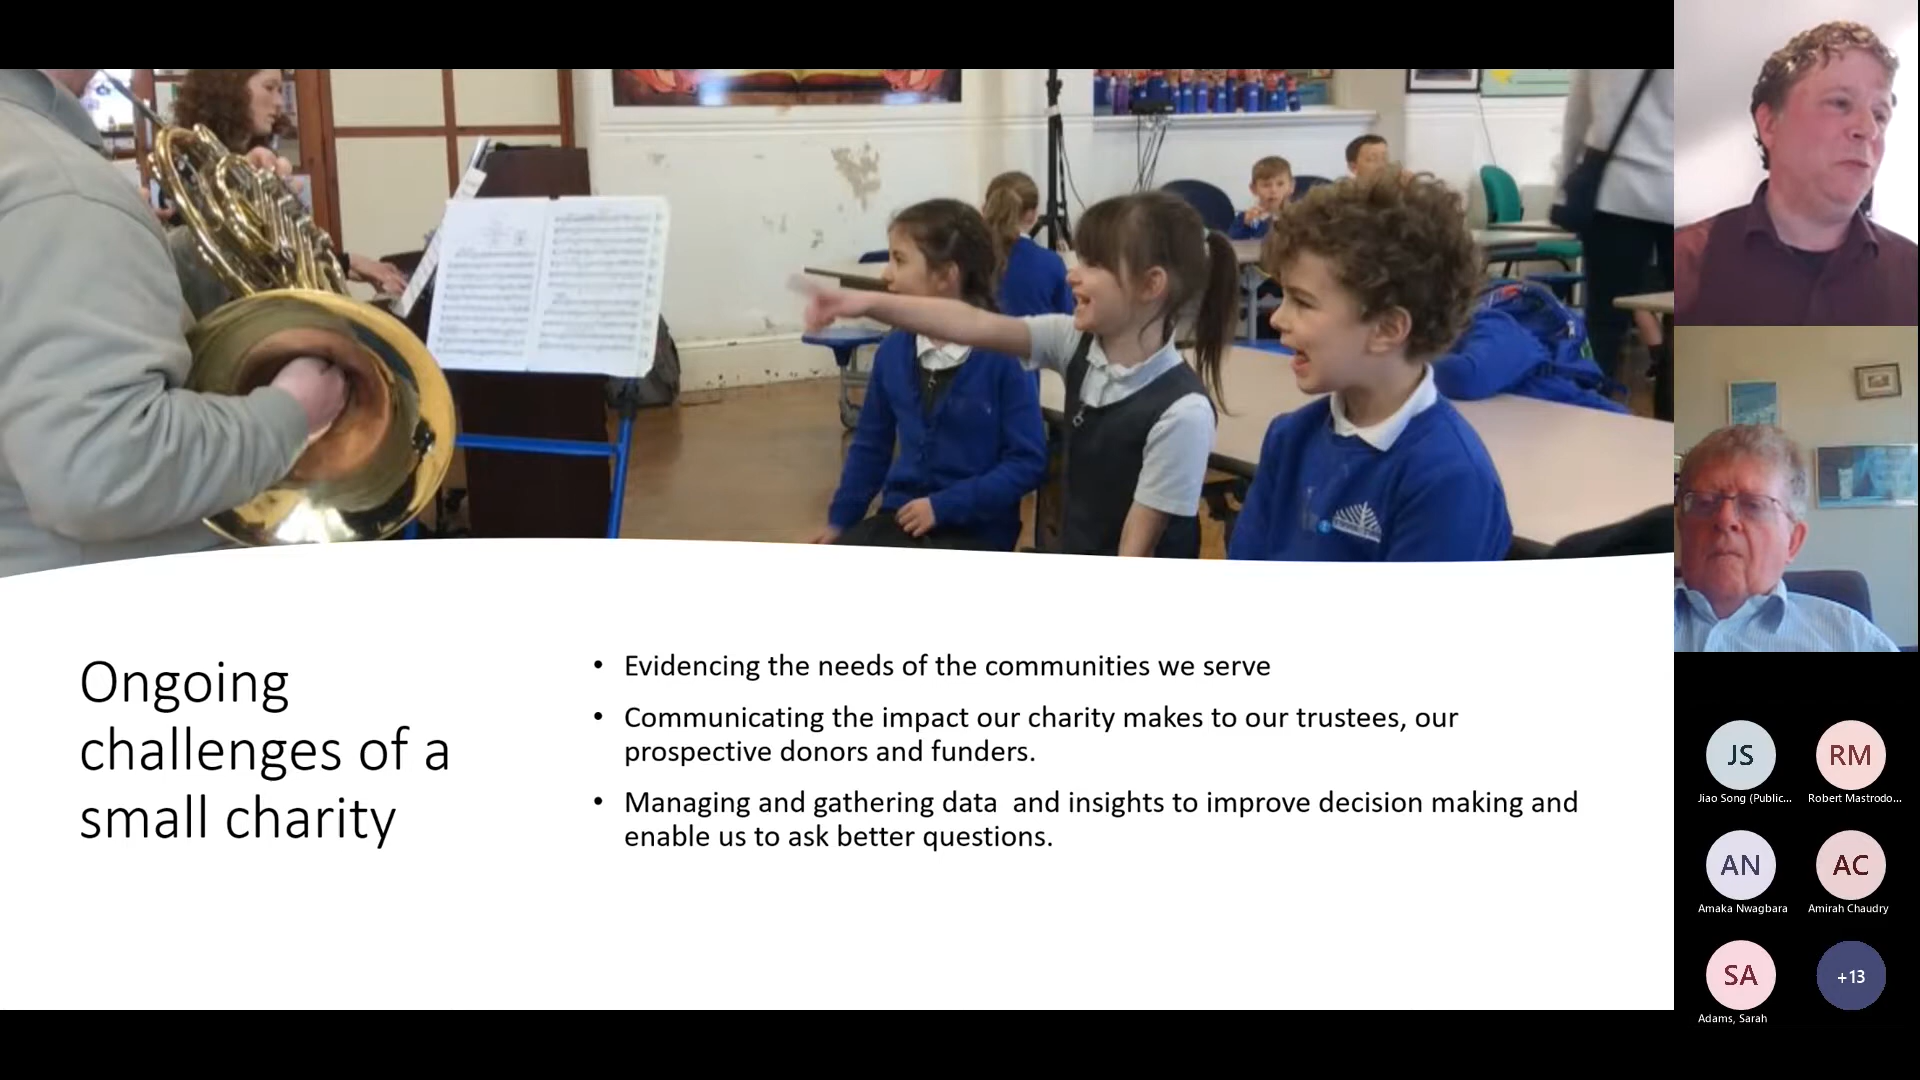 Ongoing
challenges of a
small charity
• Evidencing the needs of the communities we serve
• Communicating the impact our charity makes to our trustees, our
prospective donors and funders.
• Managing and gathering data  and insights to improve decision making and
enable us to ask better questions.
JS
Jiao Song (Public...
RM
Robert Mastrodo...
AN
Amaka Nwagbara
AC
Amirah Chaudry
SA
Adams, Sarah
+13